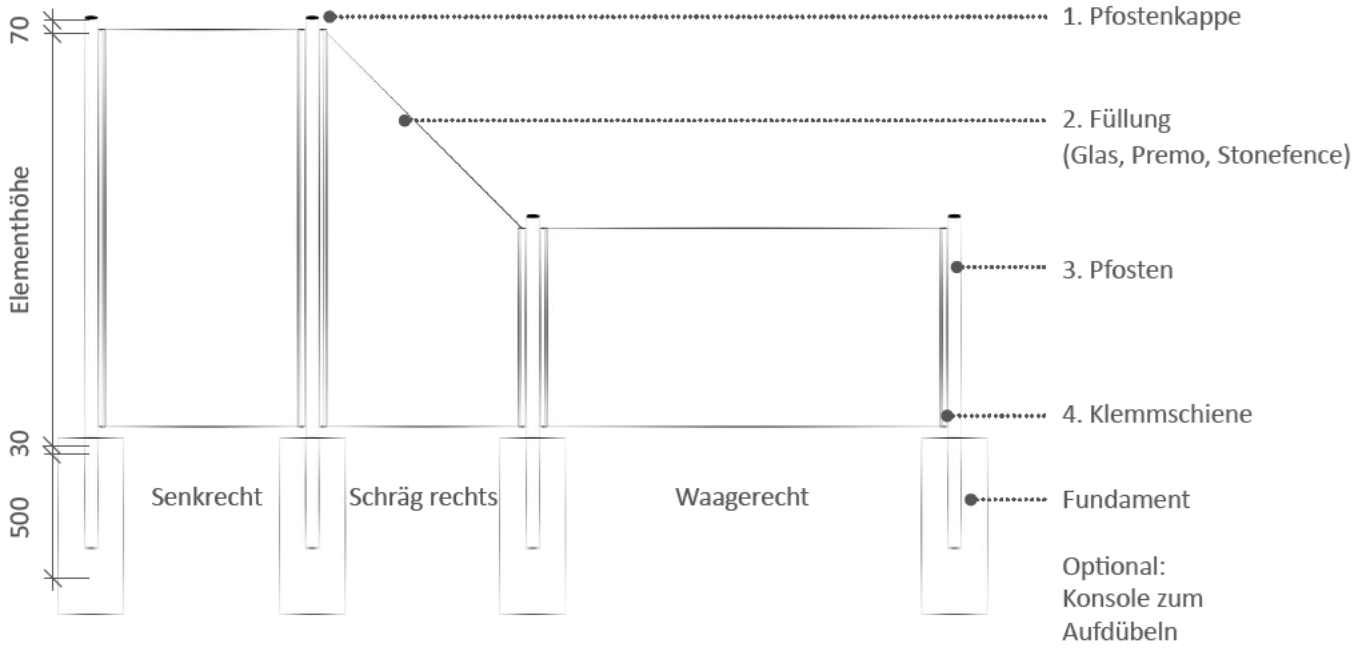 70
Elementhöhe
30
500
Senkrecht
Schräg rechts
Waagerecht
1. Pfostenkappe
2. Füllung
(Glas, Premo, Stonefence)
3. Pfosten
4. Klemmschiene
Fundament
Optional:
Konsole zum
Aufdübeln